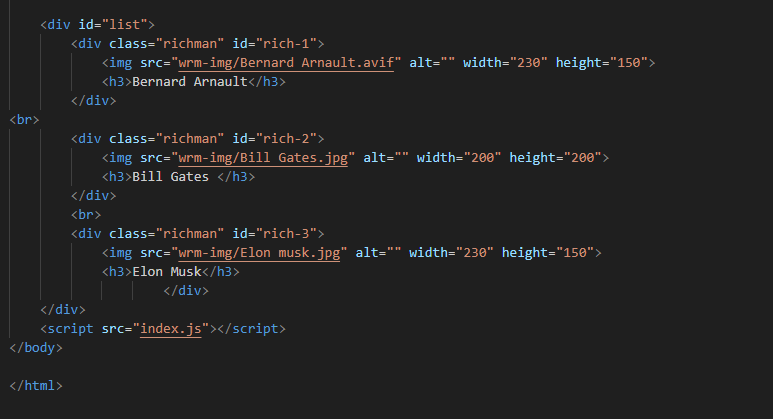 <div id="list">
<div class="richman" id="rich-1">
<img src="wrm-img/Bernard Arnault.avif" alt="" width="230" height="150">
<h3>Bernard Arnault</h3>
</div>
<br>
<div class="richman" id="rich-2">
<img src="wrm-img/Bill Gates.jpg" alt="" width="200" height="200">
<h3>Bill Gates </h3>
</div>
<br>
<div class="richman" id="rich-3">
<img src="wrm-img/Elon musk.jpg" alt="" width="230" height="150">
<h3>Elon Musk</h3>
</div>
</div>
<script src="index.js"></script>
</body>
</html>